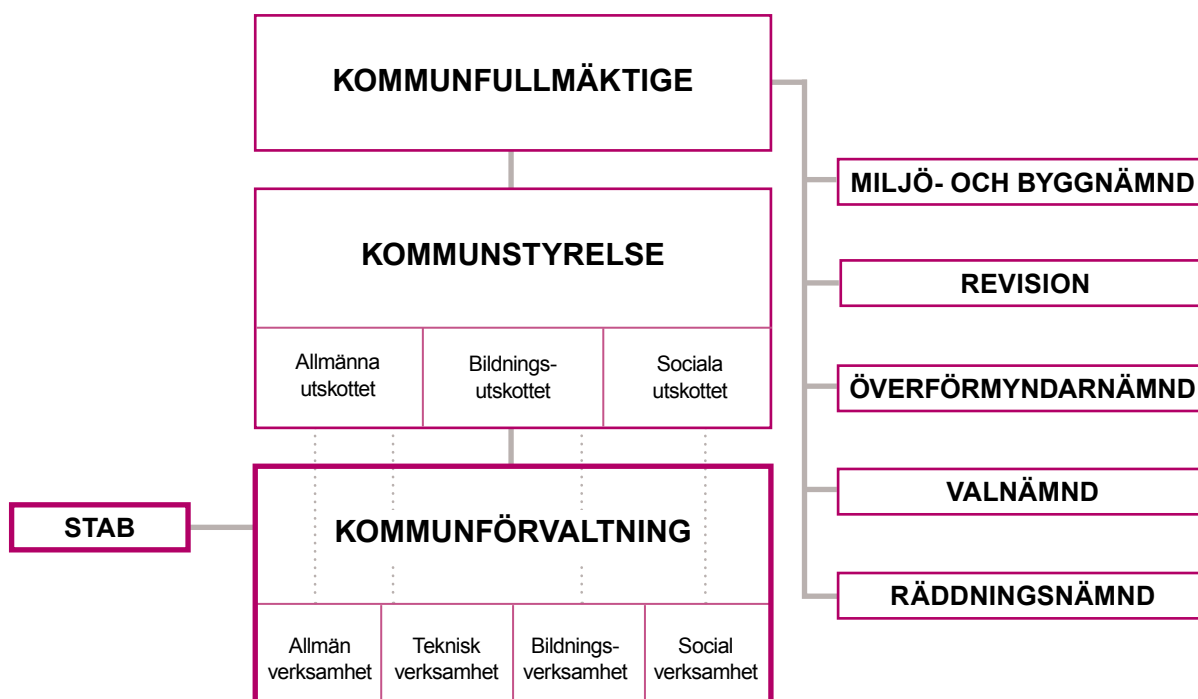 KOMMUNFULLMÄKTIGE
KOMMUNSTYRELSE
Allmänna
utskottet
Bildnings-
utskottet
Sociala
utskottet
STAB
KOMMUNFÖRVALTNING
Allmän
verksamhet
Teknisk
verksamhet
Bildnings-
verksamhet
Social
verksamhet
MILJÖ- OCH BYGGNÄMND
REVISION
ÖVERFÖRMYNDARNÄMND
VALNÄMND
RÄDDNINGSNÄMND